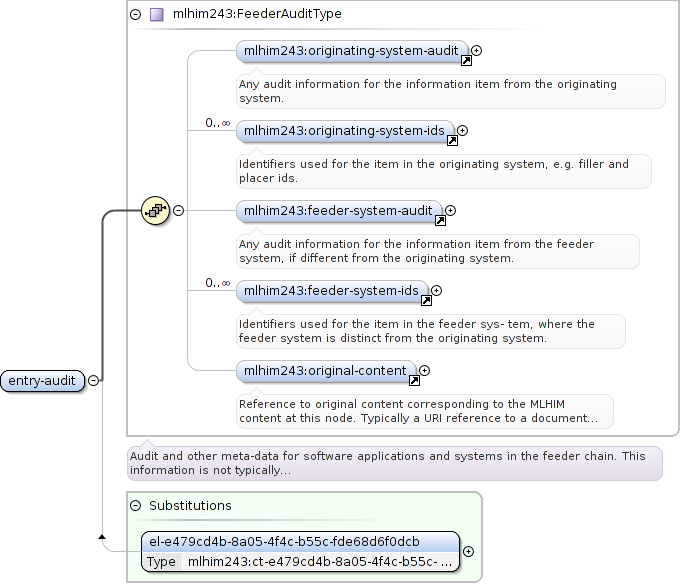 mlhim243:FeederAuditType
mlhim243:originating-system-audit
Any audit information for the information item from the originating
system.
0..∞
mlhim243:originating-system-ids
Identifiers used for the item in the originating system, e.g. filler and
placer ids.
mlhim243:feeder-system-audit
Any audit information for the information item from the feeder
system, if different from the originating system.
0..∞
mlhim243:feeder-system-ids
Identifiers used for the item in the feeder sys- tem, where the
feeder system is distinct from the originating system.
mlhim243:original-content
entry-audit
Reference to original content corresponding to the MLHIM
content at this node. Typically a URI reference to a document...
Audit and other meta-data for software applications and systems in the feeder chain. This
information is not typically...
Substitutions
el-e479cd4b-8a05-4f4c-b55c-fde68d6f0dcb
Type mlhim243:ct-e479cd4b-8a05-4f4c-b55c- ...